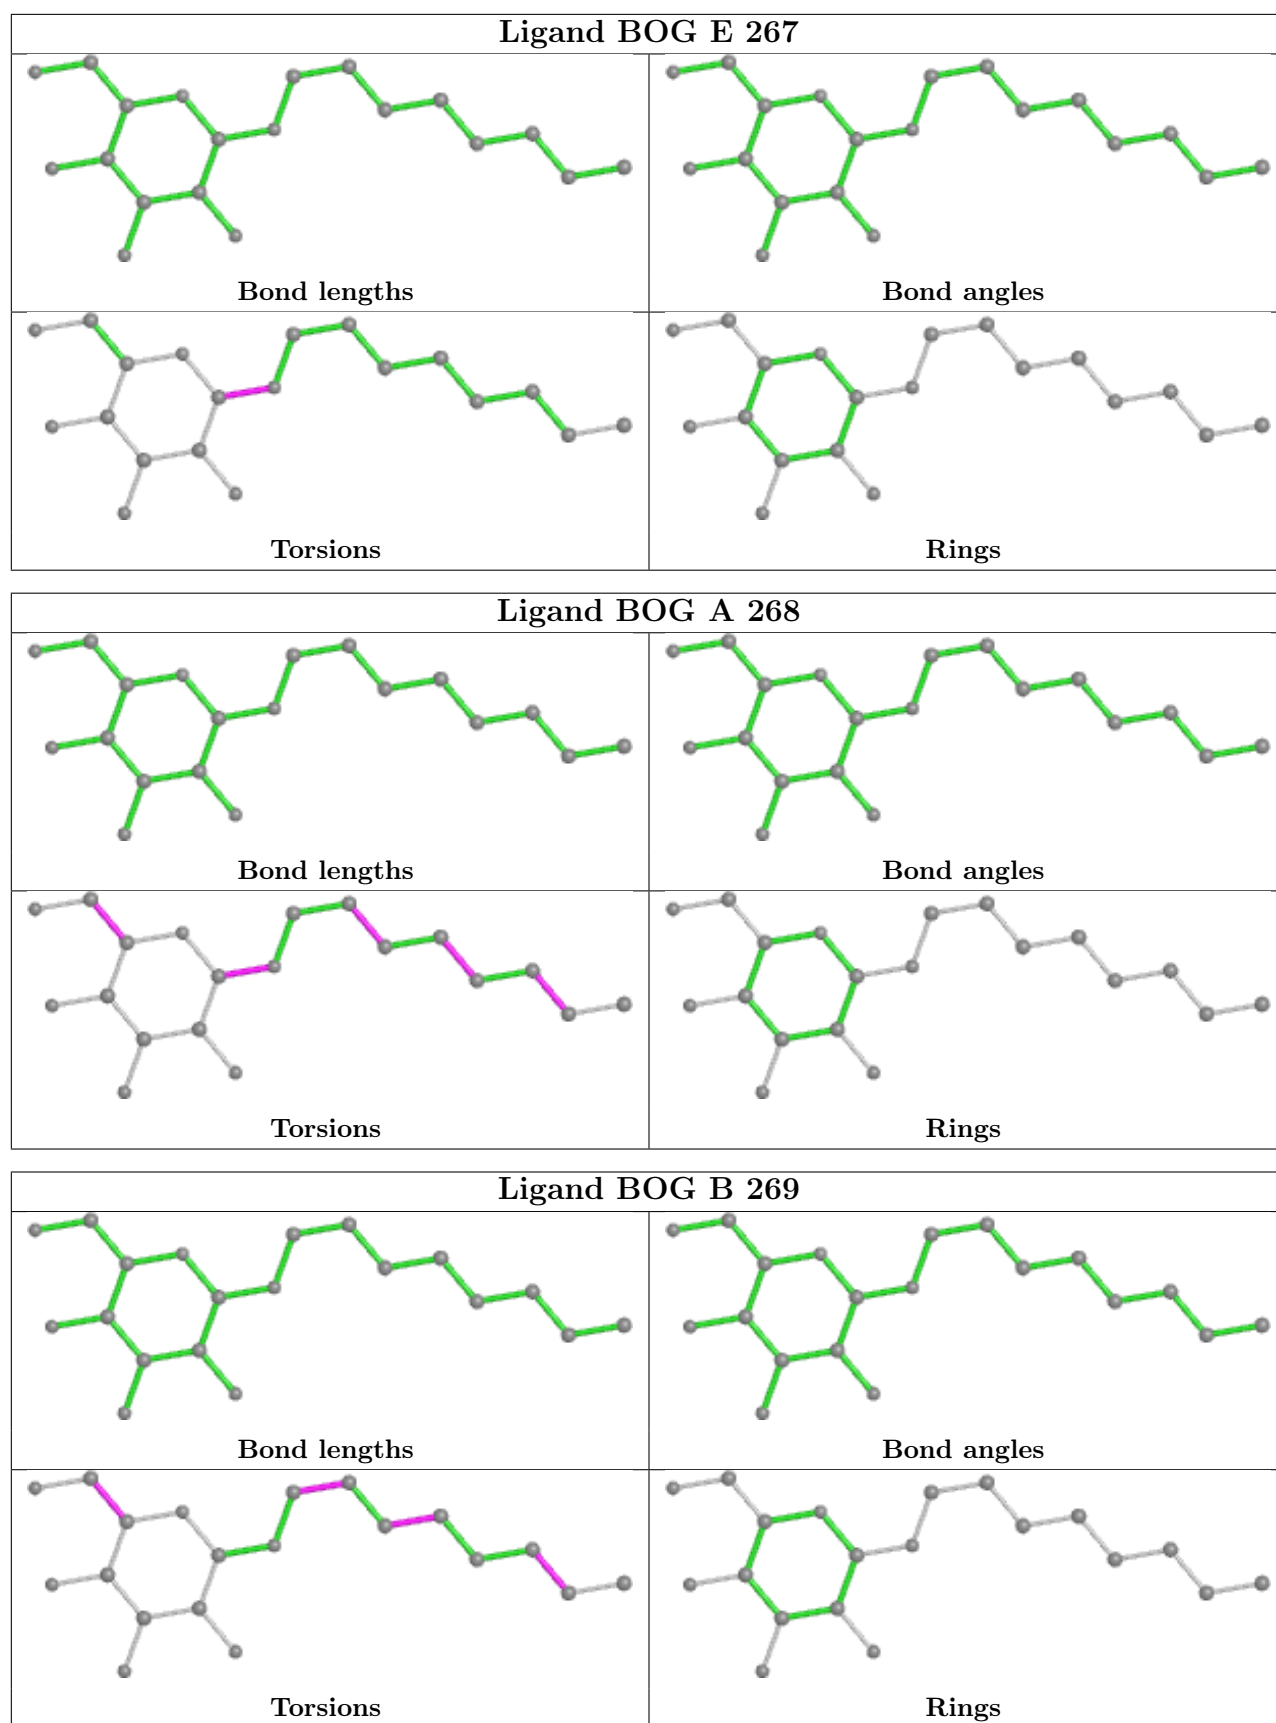 Ligand BOG E 267
Bond lengths
Bond angles
Torsions
Rings
Ligand BOG A 268
Bond lengths
Bond angles
Torsions
Rings
Ligand BOG B 269
Bond lengths
Bond angles
Torsions
Rings